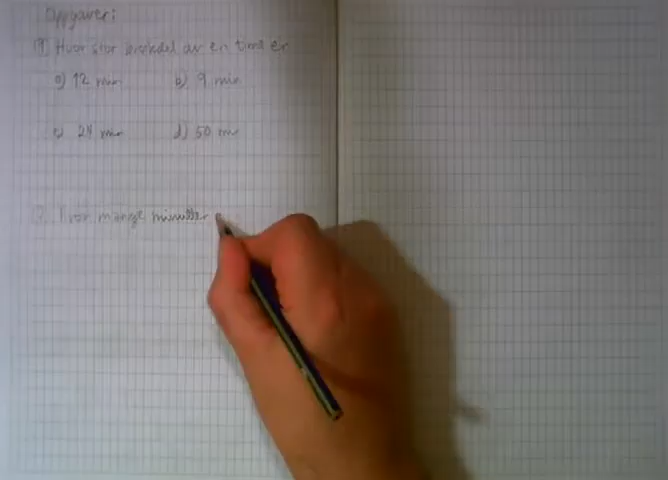 Oppgaver:
1. Hvor stor brøkdel av en time er
a) 12 min b) 9 min
c) 24 min d) 50 min
2. Hvor mange minutter